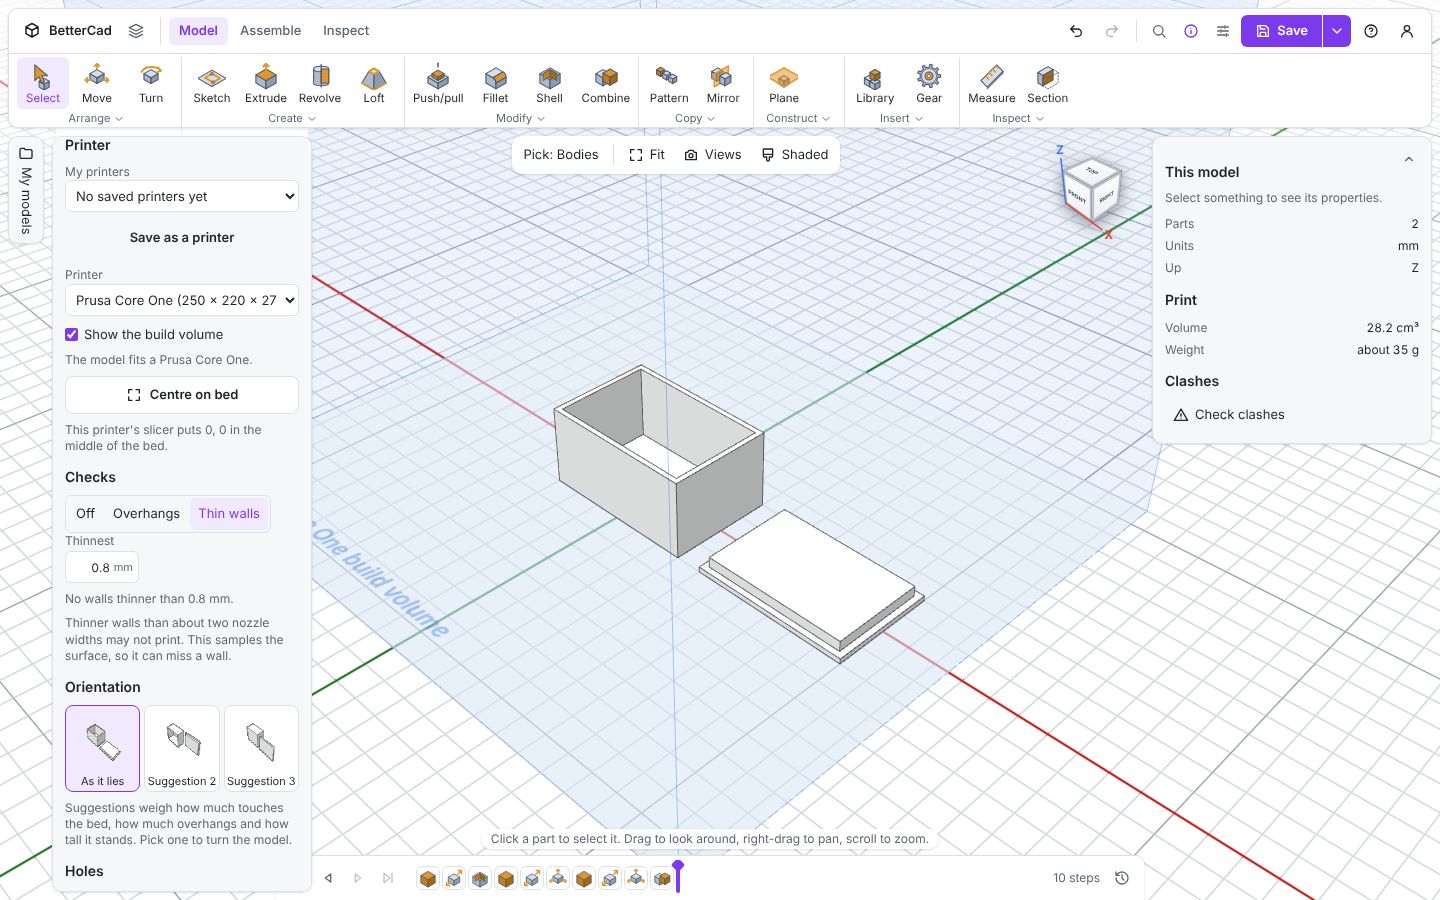 BetterCad
Model
Assemble
Inspect
Save
Select
Move
Turn
Sketch
Extrude
Revolve
Loft
Push/pull
Fillet
Shell
Combine
Pattern
Mirror
Plane
Library
Gear
Measure
Section
Arrange
Create
Modify
Copy
Construct
Insert
Inspect
My models
Printer
My printers
No saved printers yet
Save as a printer
Printer
Prusa Core One (250 × 220 × 27
Show the build volume
The model fits a Prusa Core One.
Centre on bed
This printer's slicer puts 0, 0 in the
middle of the bed.
Checks
Off
Overhangs
Thin walls
Thinnest
0.8 mm
No walls thinner than 0.8 mm.
Thinner walls than about two nozzle
widths may not print. This samples the
surface, so it can miss a wall.
Orientation
As it lies
Suggestion 2
Suggestion 3
Suggestions weigh how much touches
the bed, how much overhangs and how
tall it stands. Pick one to turn the model.
Holes
Pick: Bodies
Fit
Views
Shaded
Z
TOP
FRONT
RIGHT
X
One build volume
This model
Select something to see its properties.
Parts 2
Units mm
Up Z
Print
Volume 28.2 cm³
Weight about 35 g
Clashes
Check clashes
Click a part to select it. Drag to look around, right-drag to pan, scroll to zoom.
10 steps